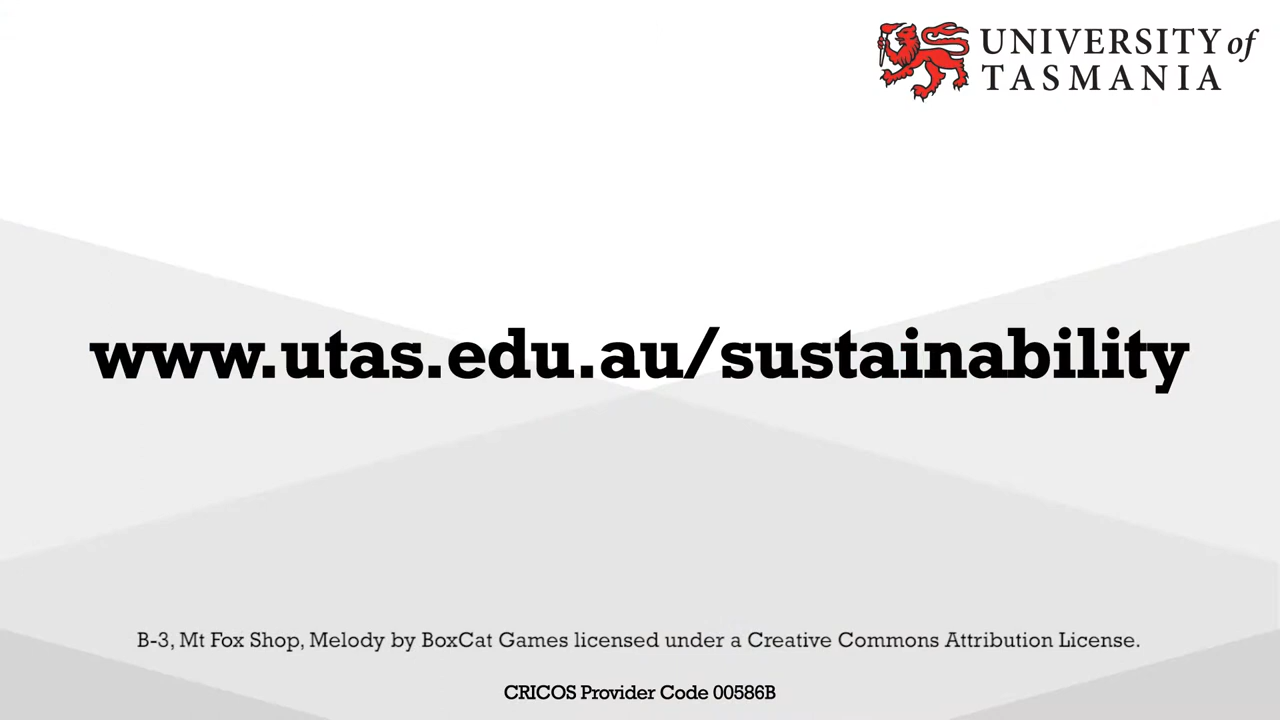 UNIVERSITY of
TASMANIA
www.utas.edu.au/sustainability
B-3, Mt Fox Shop, Melody by BoxCat Games licensed under a Creative Commons Attribution License.
CRICOS Provider Code 00586B